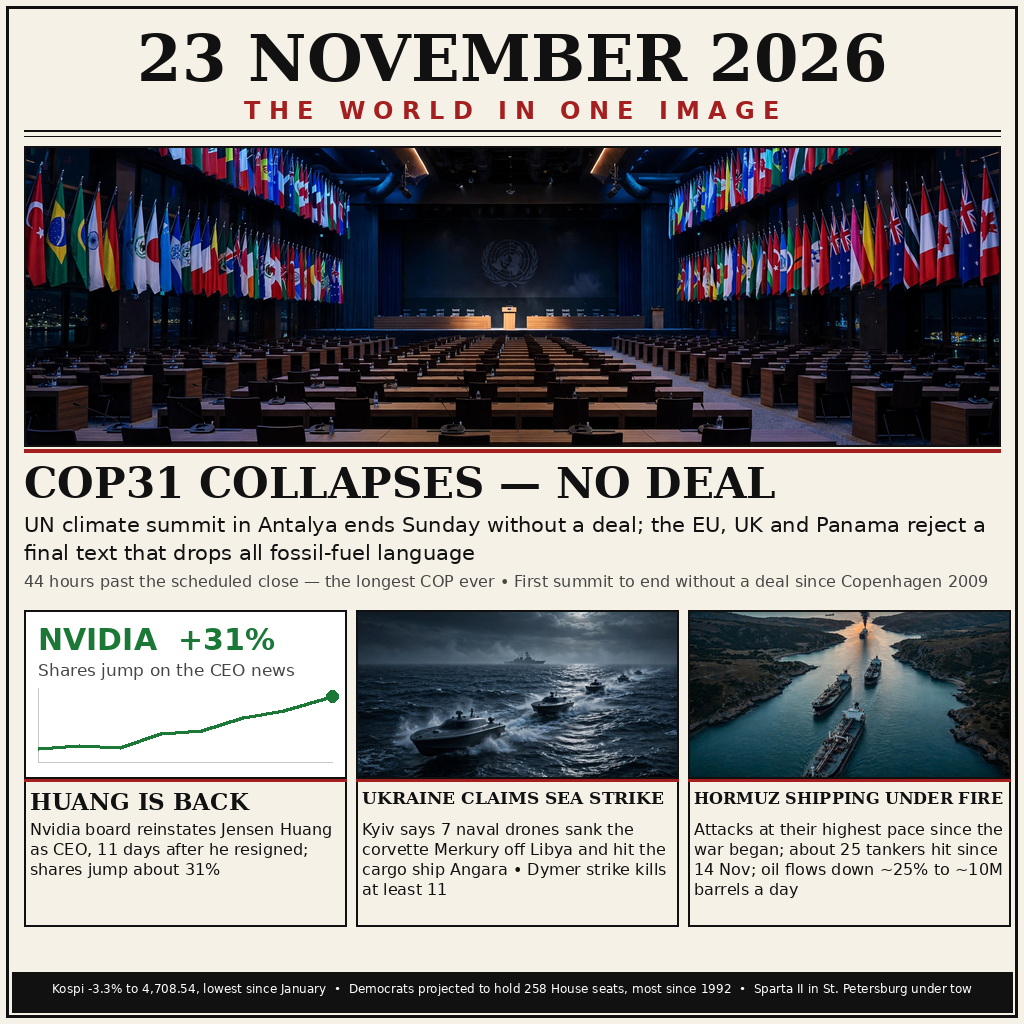 23 NOVEMBER 2026
THE WORLD IN ONE IMAGE
COP31 COLLAPSES — NO DEAL
UN climate summit in Antalya ends Sunday without a deal; the EU, UK and Panama reject a
final text that drops all fossil-fuel language
44 hours past the scheduled close — the longest COP ever • First summit to end without a deal since Copenhagen 2009
NVIDIA +31%
Shares jump on the CEO news
HUANG IS BACK
Nvidia board reinstates Jensen Huang
as CEO, 11 days after he resigned;
shares jump about 31%
UKRAINE CLAIMS SEA STRIKE
Kyiv says 7 naval drones sank the
corvette Merkury off Libya and hit the
cargo ship Angara • Dymer strike kills
at least 11
HORMUZ SHIPPING UNDER FIRE
Attacks at their highest pace since the
war began; about 25 tankers hit since
14 Nov; oil flows down ~25% to ~10M
barrels a day
Kospi -3.3% to 4,708.54, lowest since January • Democrats projected to hold 258 House seats, most since 1992 • Sparta II in St. Petersburg under tow